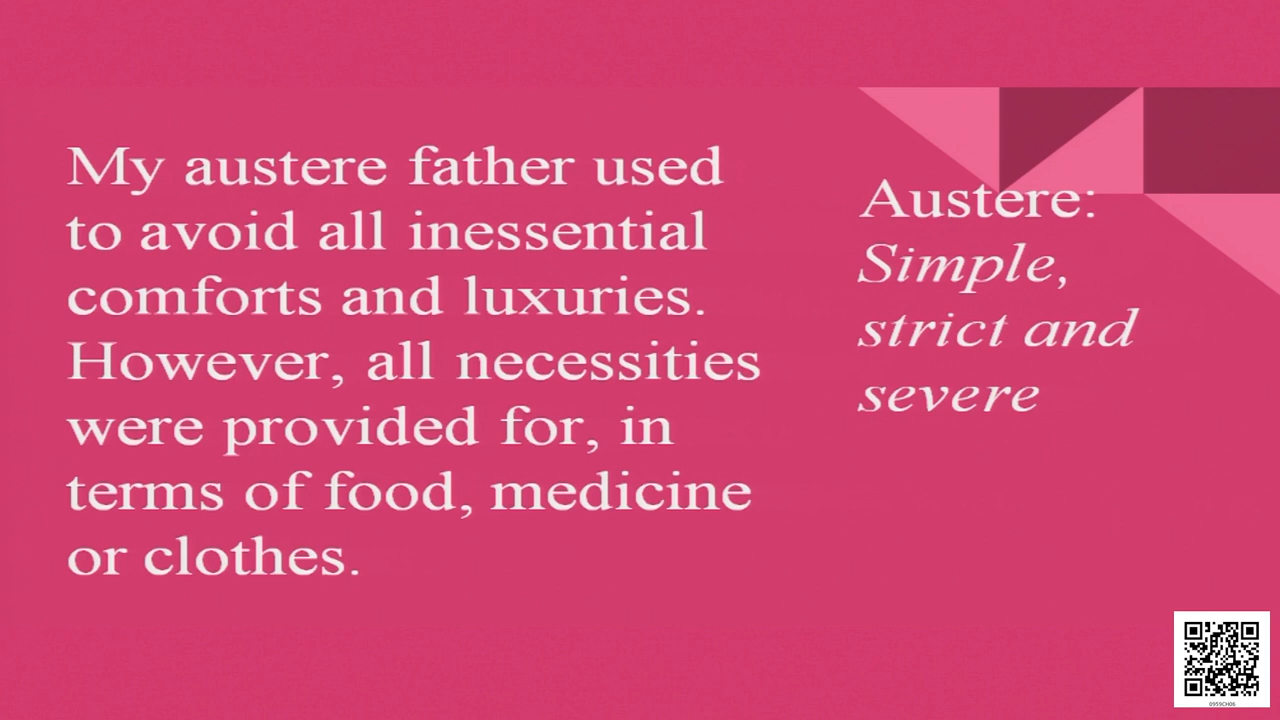 My austere father used
to avoid all inessential
comforts and luxuries.
However, all necessities
were provided for, in
terms of food, medicine
or clothes.
Austere:
Simple,
strict and
severe
0959CH06